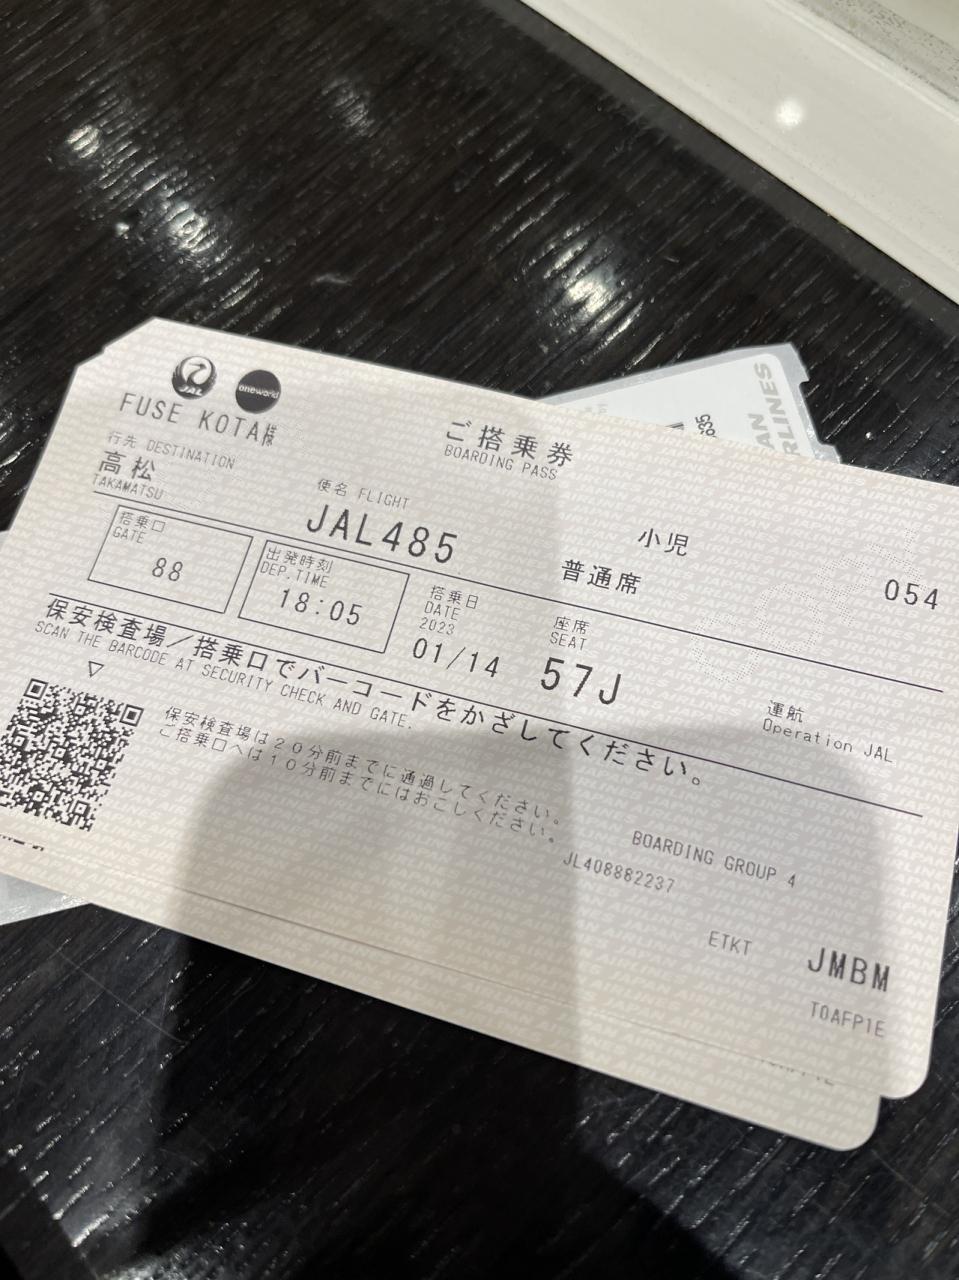 JAL
oneworld
FUSE KOTA様
ご搭乗券
BOARDING PASS
行先 DESTINATION
高松
TAKAMATSU
便名 FLIGHT
JAL485
小児
普通席
054
搭乗口
GATE
88
出発時刻
DEP.TIME
18:05
搭乗日
DATE
2023
01/14
座席
SEAT
57J
運航
Operation JAL
保安検査場／搭乗口でバーコードをかざしてください。
SCAN THE BARCODE AT SECURITY CHECK AND GATE.
保安検査場は20分前までに通過してください。
ご搭乗口へは10分前までにはおこしください。
BOARDING GROUP 4
JL408882237
ETKT
JMBM
TOAFP1E